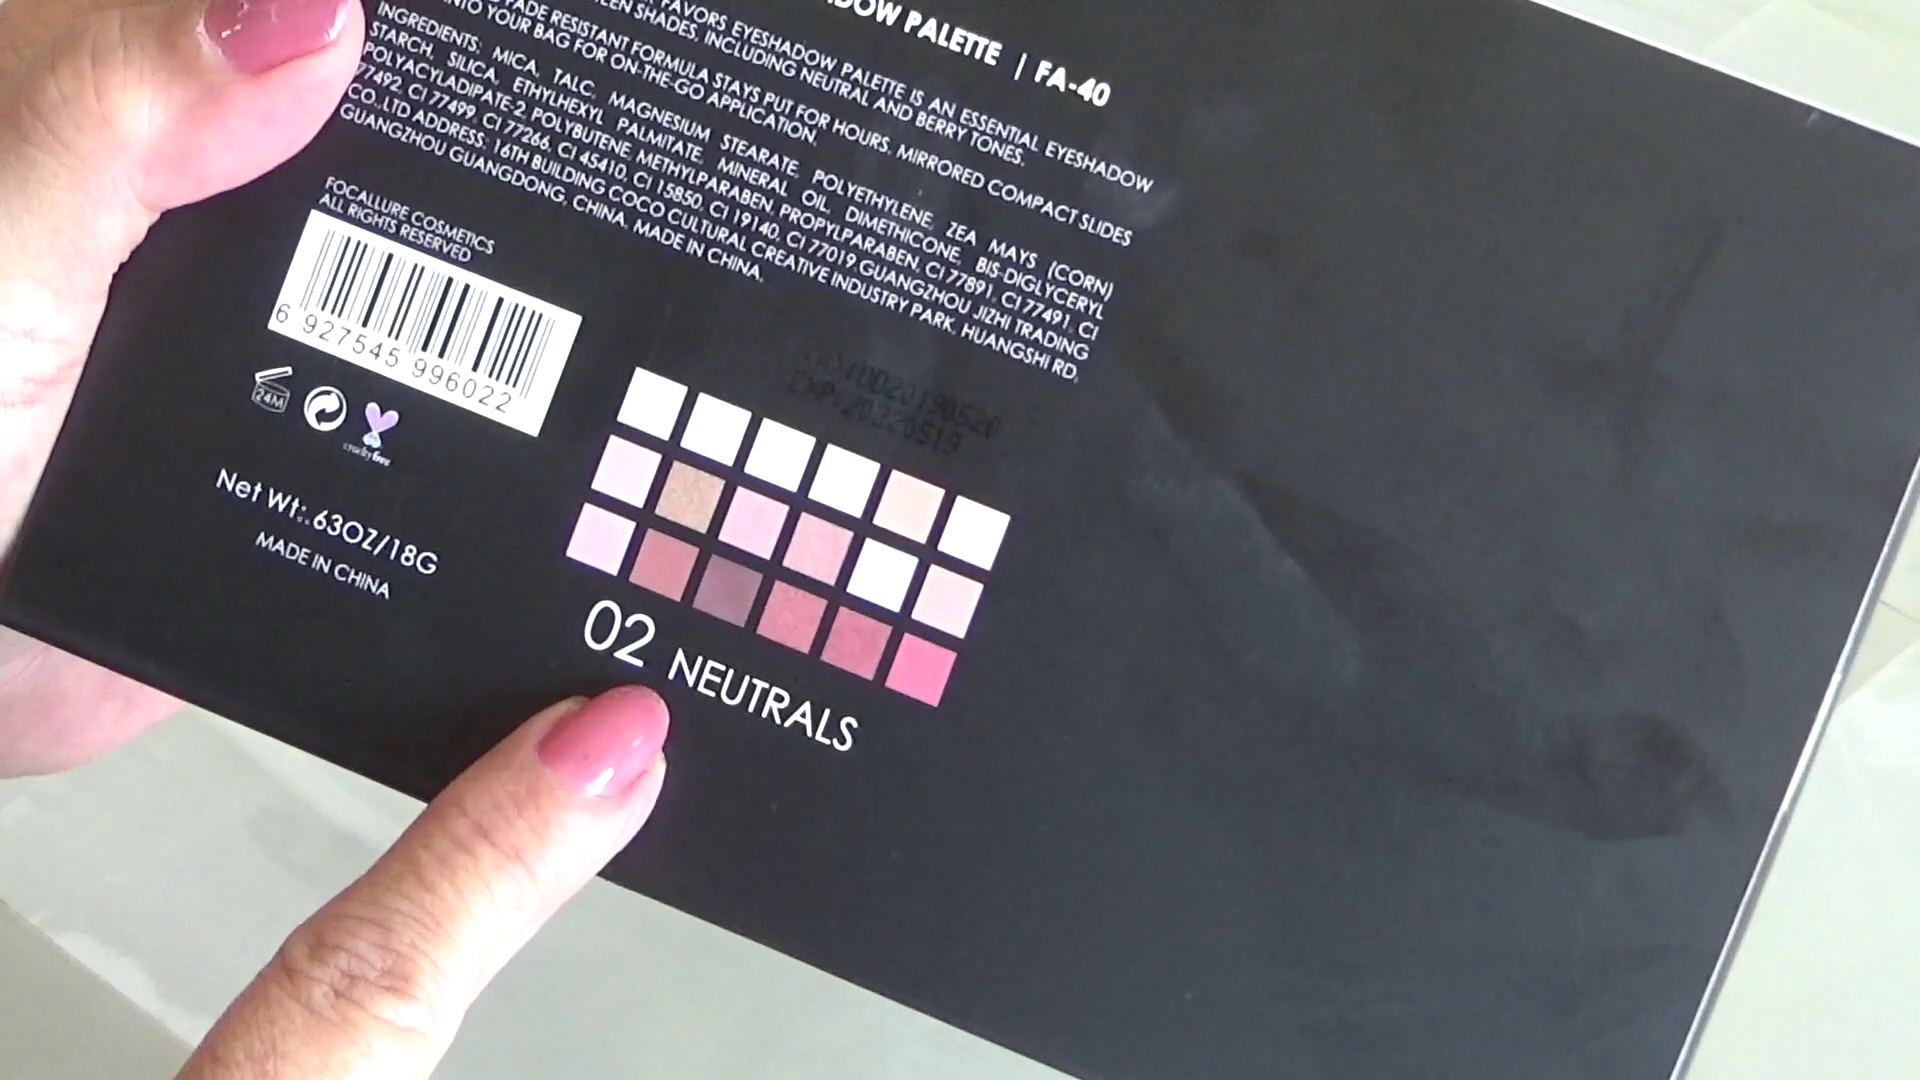 DOW PALETTE | FA-40
FAVORS EYESHADOW PALETTE IS AN ESSENTIAL EYESHADOW
EEN SHADES, INCLUDING NEUTRAL AND BERRY TONES.
FADE RESISTANT FORMULA STAYS PUT FOR HOURS. MIRRORED COMPACT SLIDES
INTO YOUR BAG FOR ON-THE-GO APPLICATION.
INGREDIENTS: MICA, TALC, MAGNESIUM STEARATE, POLYETHYLENE, ZEA MAYS (CORN)
STARCH, SILICA, ETHYLHEXYL PALMITATE, MINERAL OIL, DIMETHICONE, BIS-DIGLYCERYL
POLYACYLADIPATE-2, POLYBUTENE, METHYLPARABEN, PROPYLPARABEN, CI 77891, CI 77491, CI
77492, CI 77499, CI 77266, CI 45410, CI 15850, CI 19140, CI 77019.GUANGZHOU JIZHI TRADING
CO.,LTD ADDRESS: 16TH BUILDING COCO CULTURAL CREATIVE INDUSTRY PARK, HUANGSHI RD,
GUANGZHOU GUANGDONG, CHINA, MADE IN CHINA.
FOCALLURE COSMETICS
ALL RIGHTS RESERVED
6 927545 996022
20190520
EXP:20220519
24M
crueltyfree
Net Wt:.63OZ/18G
MADE IN CHINA
02 NEUTRALS